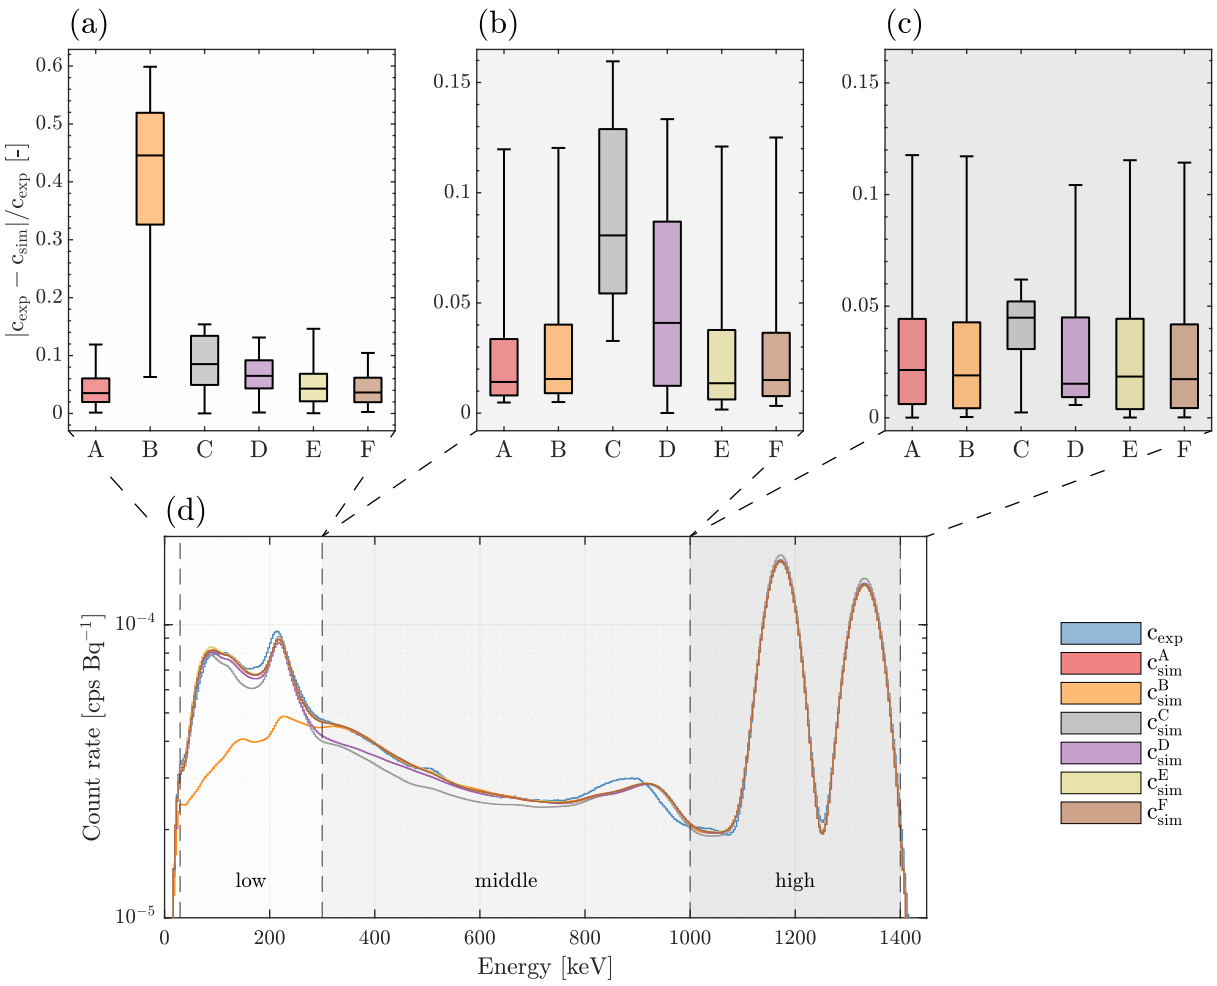 (a) (b) (c)
|c_exp − c_sim|/c_exp [-]
0.6
0.5
0.4
0.3
0.2
0.1
0
A B C D E F
0.15
0.1
0.05
0
A B C D E F
0.15
0.1
0.05
0
A B C D E F
(d)
Count rate [cps Bq⁻¹]
10⁻⁴
10⁻⁵
low middle high
0 200 400 600 800 1000 1200 1400
Energy [keV]
c_exp
c_sim^A
c_sim^B
c_sim^C
c_sim^D
c_sim^E
c_sim^F